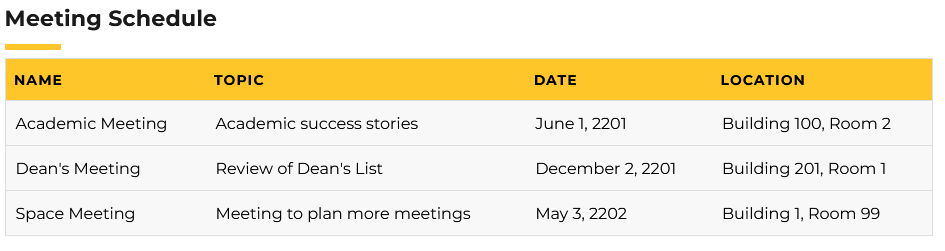 Meeting Schedule
NAME TOPIC DATE LOCATION
Academic Meeting Academic success stories June 1, 2201 Building 100, Room 2
Dean's Meeting Review of Dean's List December 2, 2201 Building 201, Room 1
Space Meeting Meeting to plan more meetings May 3, 2202 Building 1, Room 99